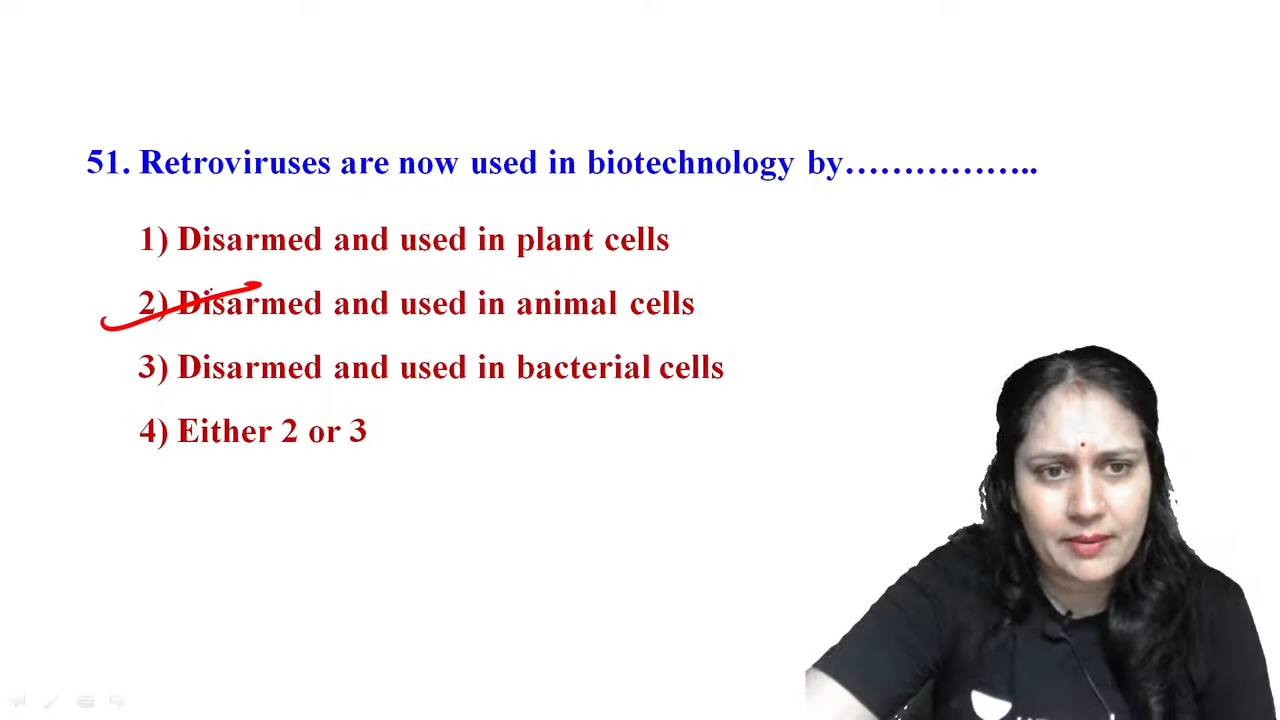 51. Retroviruses are now used in biotechnology by……………..
1) Disarmed and used in plant cells
2) Disarmed and used in animal cells
3) Disarmed and used in bacterial cells
4) Either 2 or 3